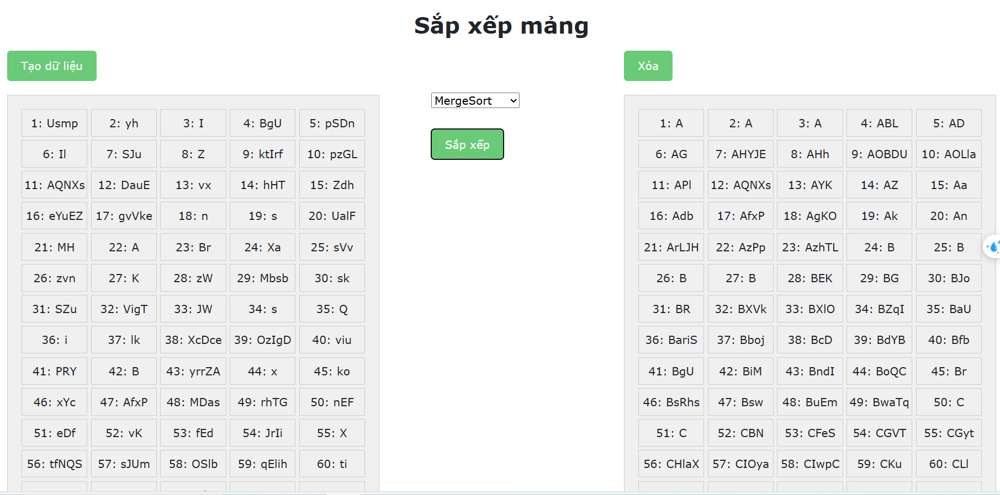 Sắp xếp mảng
Tạo dữ liệu
Xóa
MergeSort
Sắp xếp
1: Usmp 2: yh 3: I 4: BgU 5: pSDn
6: Il 7: SJu 8: Z 9: ktIrf 10: pzGL
11: AQNXs 12: DauE 13: vx 14: hHT 15: Zdh
16: eYuEZ 17: gvVke 18: n 19: s 20: UalF
21: MH 22: A 23: Br 24: Xa 25: sVv
26: zvn 27: K 28: zW 29: Mbsb 30: sk
31: SZu 32: VigT 33: JW 34: s 35: Q
36: i 37: lk 38: XcDce 39: OzIgD 40: viu
41: PRY 42: B 43: yrrZA 44: x 45: ko
46: xYc 47: AfxP 48: MDas 49: rhTG 50: nEF
51: eDf 52: vK 53: fEd 54: JrIi 55: X
56: tfNQS 57: sJUm 58: OSlb 59: qElih 60: ti
1: A 2: A 3: A 4: ABL 5: AD
6: AG 7: AHYJE 8: AHh 9: AOBDU 10: AOLla
11: APl 12: AQNXs 13: AYK 14: AZ 15: Aa
16: Adb 17: AfxP 18: AgKO 19: Ak 20: An
21: ArLJH 22: AzPp 23: AzhTL 24: B 25: B
26: B 27: B 28: BEK 29: BG 30: BJo
31: BR 32: BXVk 33: BXlO 34: BZqI 35: BaU
36: BariS 37: Bboj 38: BcD 39: BdYB 40: Bfb
41: BgU 42: BiM 43: BndI 44: BoQC 45: Br
46: BsRhs 47: Bsw 48: BuEm 49: BwaTq 50: C
51: C 52: CBN 53: CFeS 54: CGVT 55: CGyt
56: CHlaX 57: CIOya 58: CIwpC 59: CKu 60: CLl